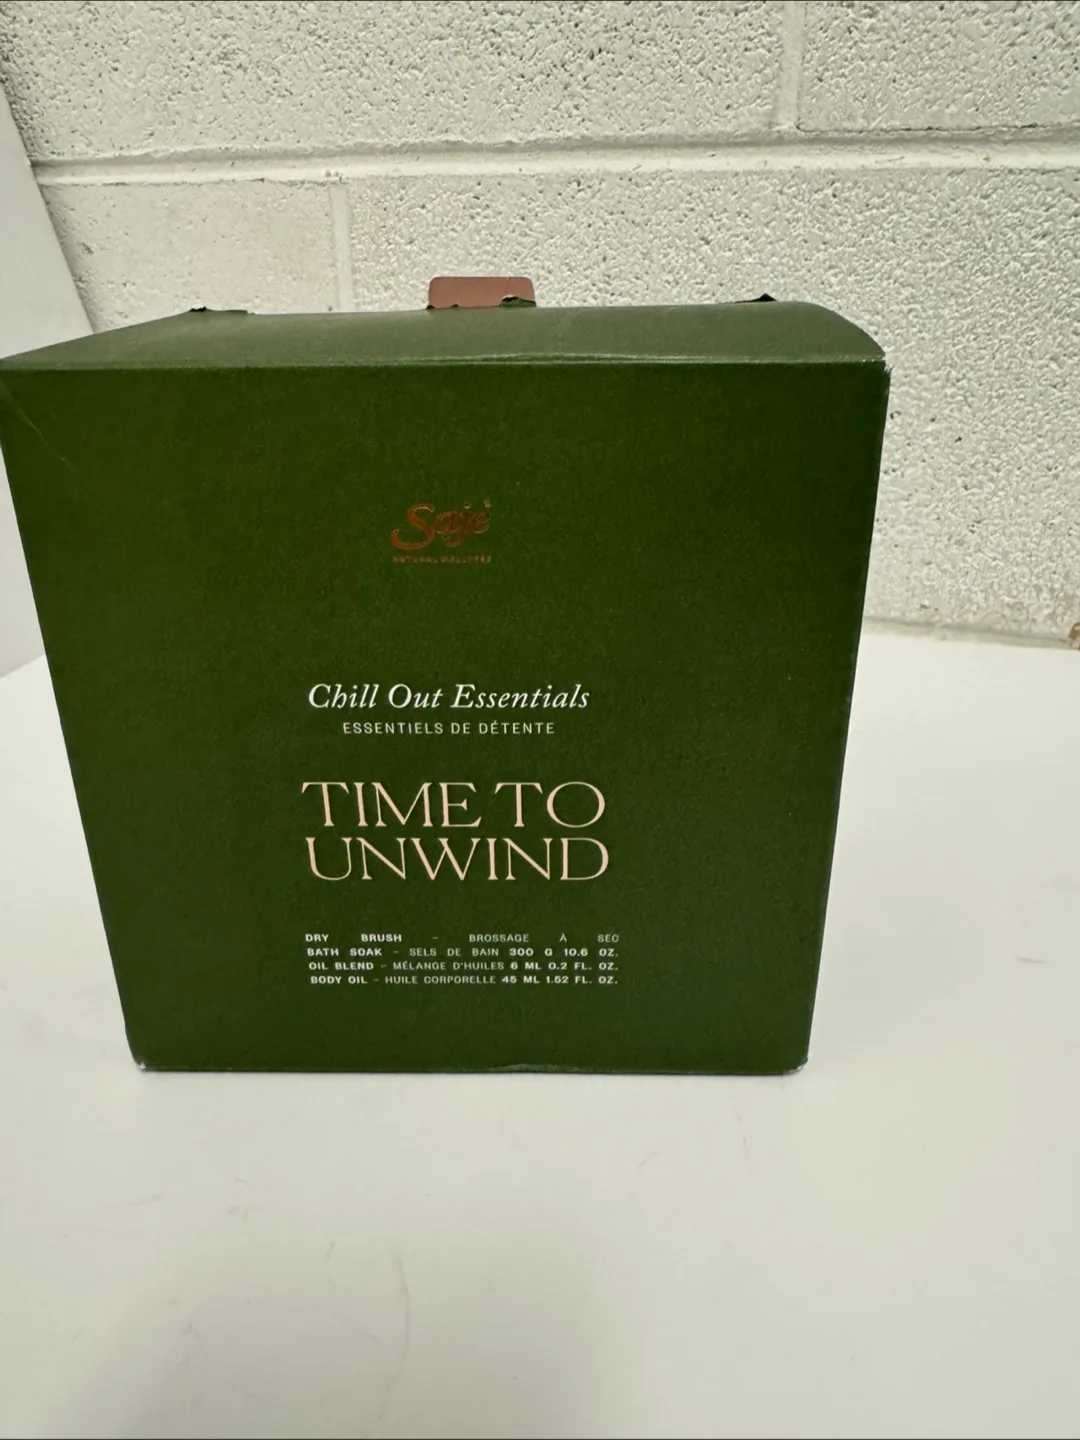 Saje
NATURAL WELLNESS
Chill Out Essentials
ESSENTIELS DE DÉTENTE
TIME TO
UNWIND
DRY BRUSH - BROSSAGE À SEC
BATH SOAK - SELS DE BAIN 300 G 10.6 OZ.
OIL BLEND - MÉLANGE D'HUILES 6 ML 0.2 FL. OZ.
BODY OIL - HUILE CORPORELLE 45 ML 1.52 FL. OZ.